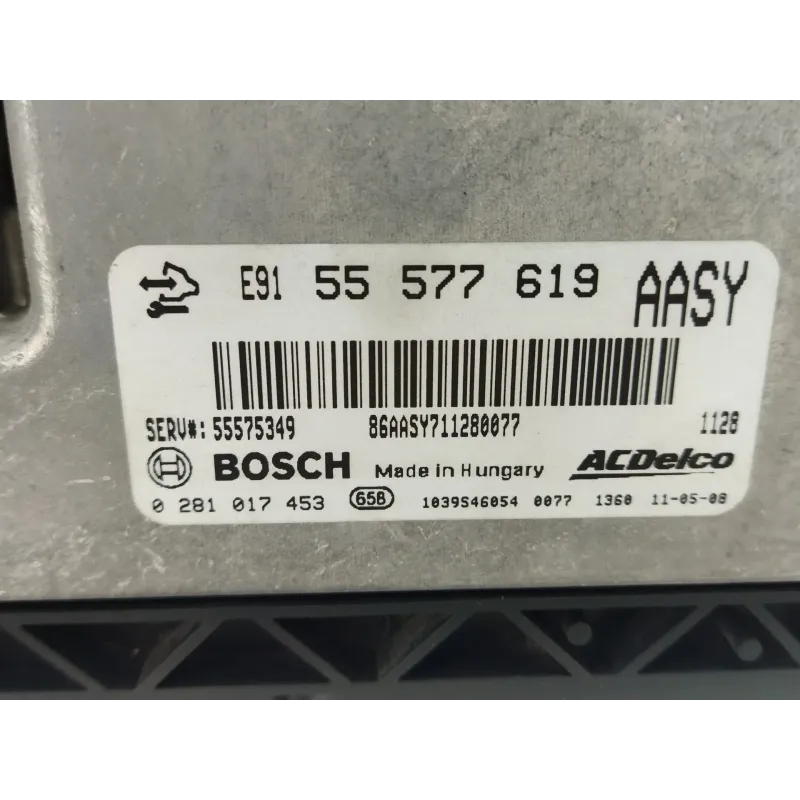 E91 55 577 619 AASY
SERV#: 55575349 86AASY711280077 1128
BOSCH Made in Hungary ACDelco
0 281 017 453 65B 1039S46054 0077 1360 11-05-08